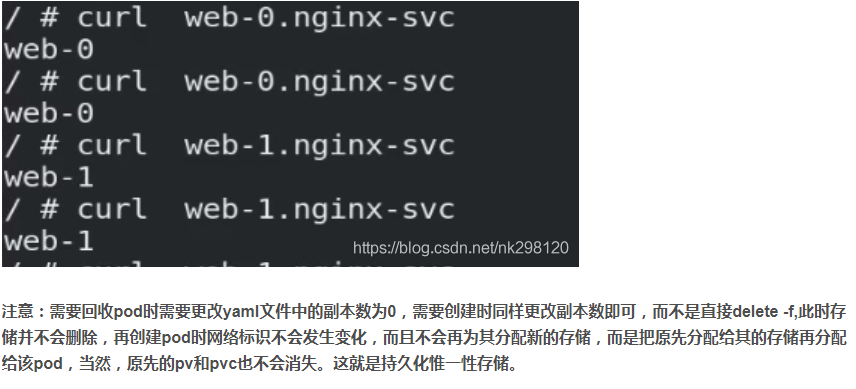 / # curl  web-0.nginx-svc
web-0
/ # curl  web-0.nginx-svc
web-0
/ # curl  web-1.nginx-svc
web-1
/ # curl  web-1.nginx-svc
web-1
https://blog.csdn.net/nk298120
注意：需要回收pod时需要更改yaml文件中的副本数为0，需要创建时同样更改副本数即可，而不是直接delete -f,此时存
储并不会删除，再创建pod时网络标识不会发生变化，而且不会再为其分配新的存储，而是把原先分配给其的存储再分配
给该pod，当然，原先的pv和pvc也不会消失。这就是持久化惟一性存储。